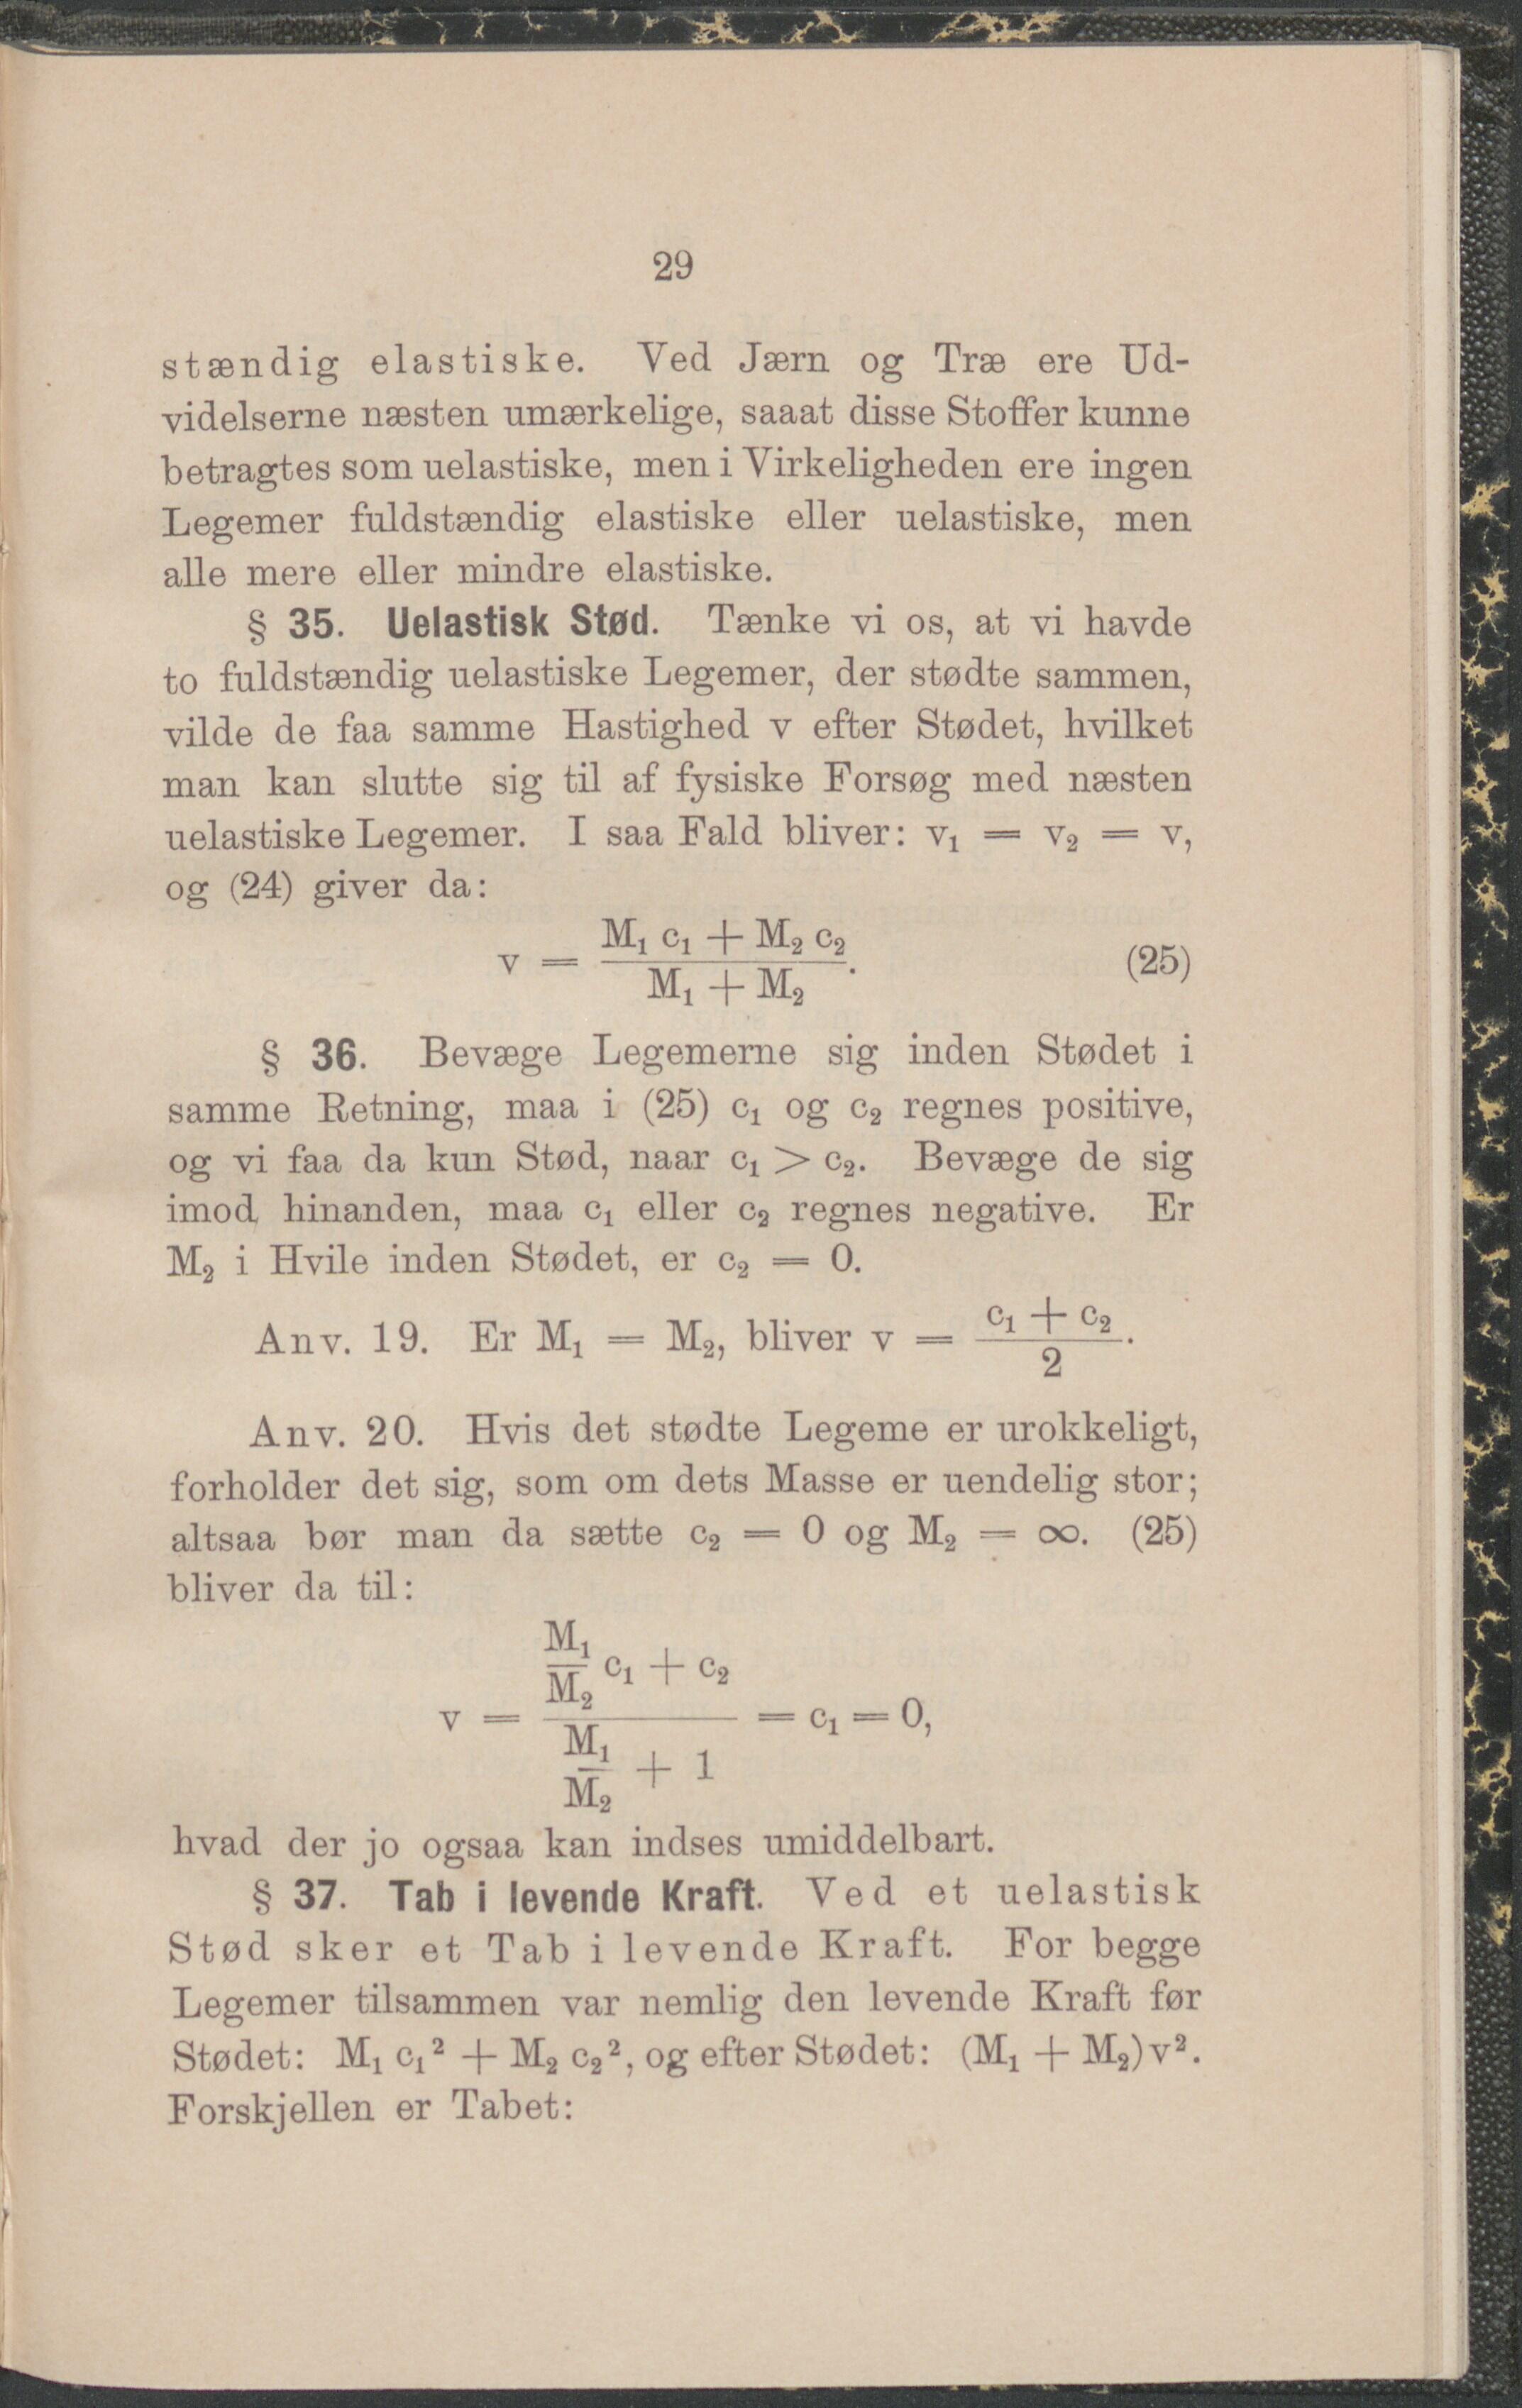 29
stændig elastiske. Ved Jærn og Træ ere Ud-
videlserne næsten umærkelige, saaat disse Stoffer kunne
betragtes som uelastiske, men i Virkeligheden ere ingen
Legemer fuldstændig elastiske eller uelastiske, men
alle mere eller mindre elastiske.
§ 35. Uelastisk Stød. Tænke vi os, at vi havde
to fuldstændig uelastiske Legemer, der stødte sammen,
vilde de faa samme Hastighed v efter Stødet, hvilket
man kan slutte sig til af fysiske Forsøg med næsten
uelastiske Legemer. I saa Fald bliver: v₁ = v₂ = v,
og (24) giver da:
v = \frac{M₁ c₁ + M₂ c₂}{M₁ + M₂}. (25)
§ 36. Bevæge Legemerne sig inden Stødet i
samme Retning, maa i (25) c₁ og c₂ regnes positive,
og vi faa da kun Stød, naar c₁ > c₂. Bevæge de sig
imod hinanden, maa c₁ eller c₂ regnes negative. Er
M₂ i Hvile inden Stødet, er c₂ = 0.
Anv. 19. Er M₁ = M₂, bliver v = \frac{c₁ + c₂}{2}.
Anv. 20. Hvis det stødte Legeme er urokkeligt,
forholder det sig, som om dets Masse er uendelig stor;
altsaa bør man da sætte c₂ = 0 og M₂ = ∞. (25)
bliver da til:
v = \frac{\frac{M₁}{M₂} c₁ + c₂}{\frac{M₁}{M₂} + 1} = c₁ = 0,
hvad der jo ogsaa kan indses umiddelbart.
§ 37. Tab i levende Kraft. Ved et uelastisk
Stød sker et Tab i levende Kraft. For begge
Legemer tilsammen var nemlig den levende Kraft før
Stødet: M₁ c₁² + M₂ c₂², og efter Stødet: (M₁ + M₂)v².
Forskjellen er Tabet: